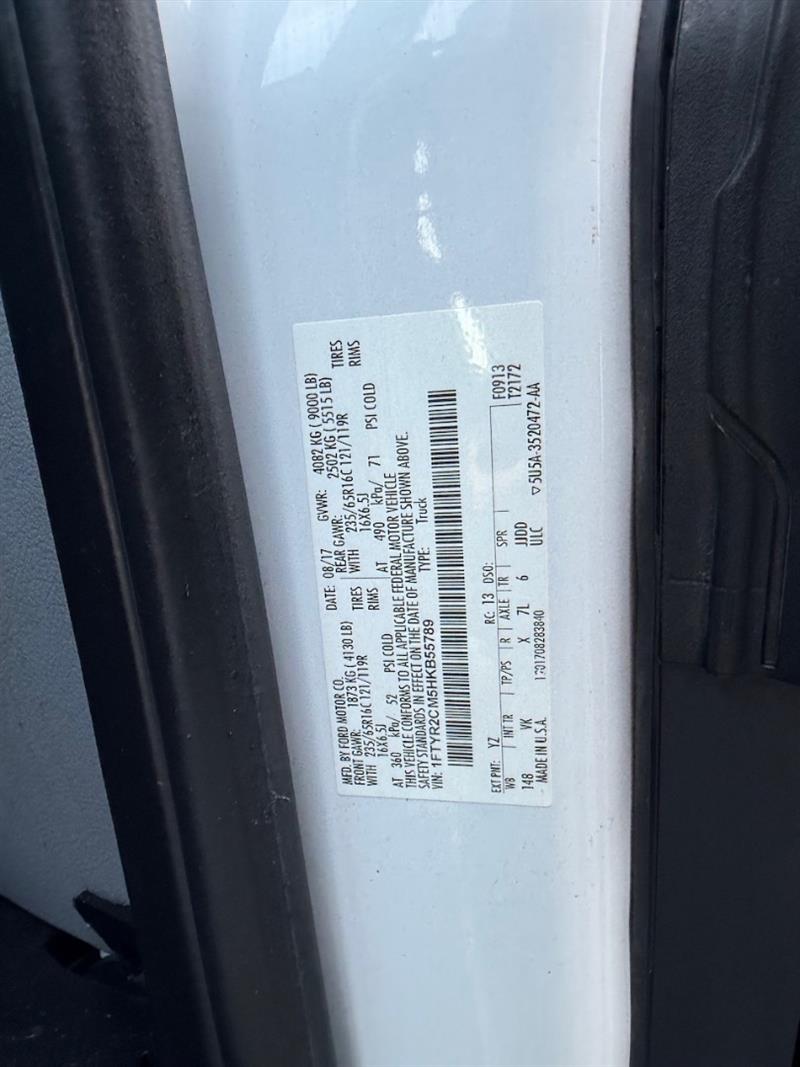 MFD. BY FORD MOTOR CO. DATE: 08/17 GVWR: 4082 KG ( 9000 LB)
FRONT GAWR: 1873 KG ( 4130 LB) REAR GAWR: 2502 KG ( 5515 LB)
WITH 235/65R16C 121/119R TIRES WITH 235/65R16C 121/119R TIRES
16X6.5J RIMS 16X6.5J RIMS
AT 360 kPa/ 52 PSI COLD AT 490 kPa/ 71 PSI COLD
THIS VEHICLE CONFORMS TO ALL APPLICABLE FEDERAL MOTOR VEHICLE
SAFETY STANDARDS IN EFFECT ON THE DATE OF MANUFACTURE SHOWN ABOVE.
VIN: 1FTYR2CM5HKB55789 TYPE: Truck
EXT PNT: YZ RC: 13 DSO: F0913
WB INT TR TP/PS R AXLE TR SPR T2172
148 VK X 7L 6 JJDD
MADE IN U.S.A. ULC ▽5U5A-3520472-AA